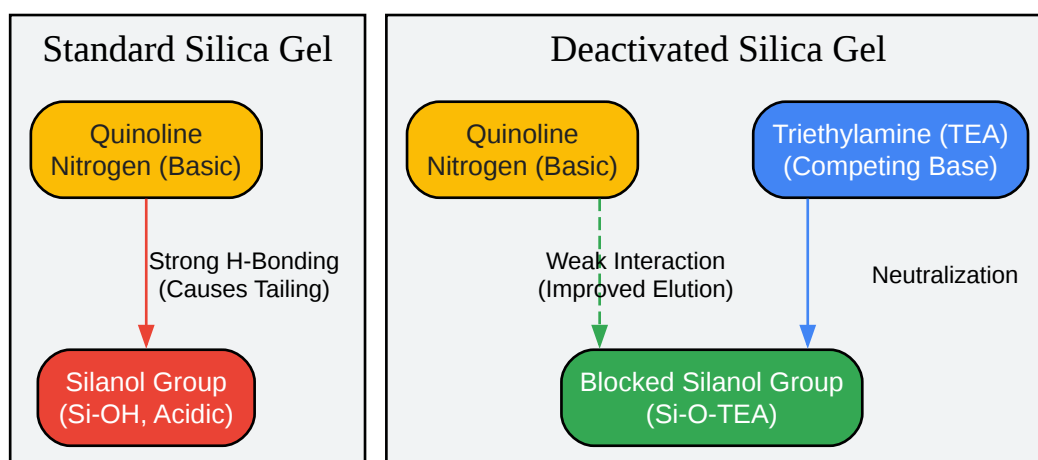 Standard Silica Gel
Quinoline
Nitrogen (Basic)
Strong H-Bonding
(Causes Tailing)
Silanol Group
(Si-OH, Acidic)
Deactivated Silica Gel
Quinoline
Nitrogen (Basic)
Triethylamine (TEA)
(Competing Base)
Weak Interaction
(Improved Elution)
Neutralization
Blocked Silanol Group
(Si-O-TEA)